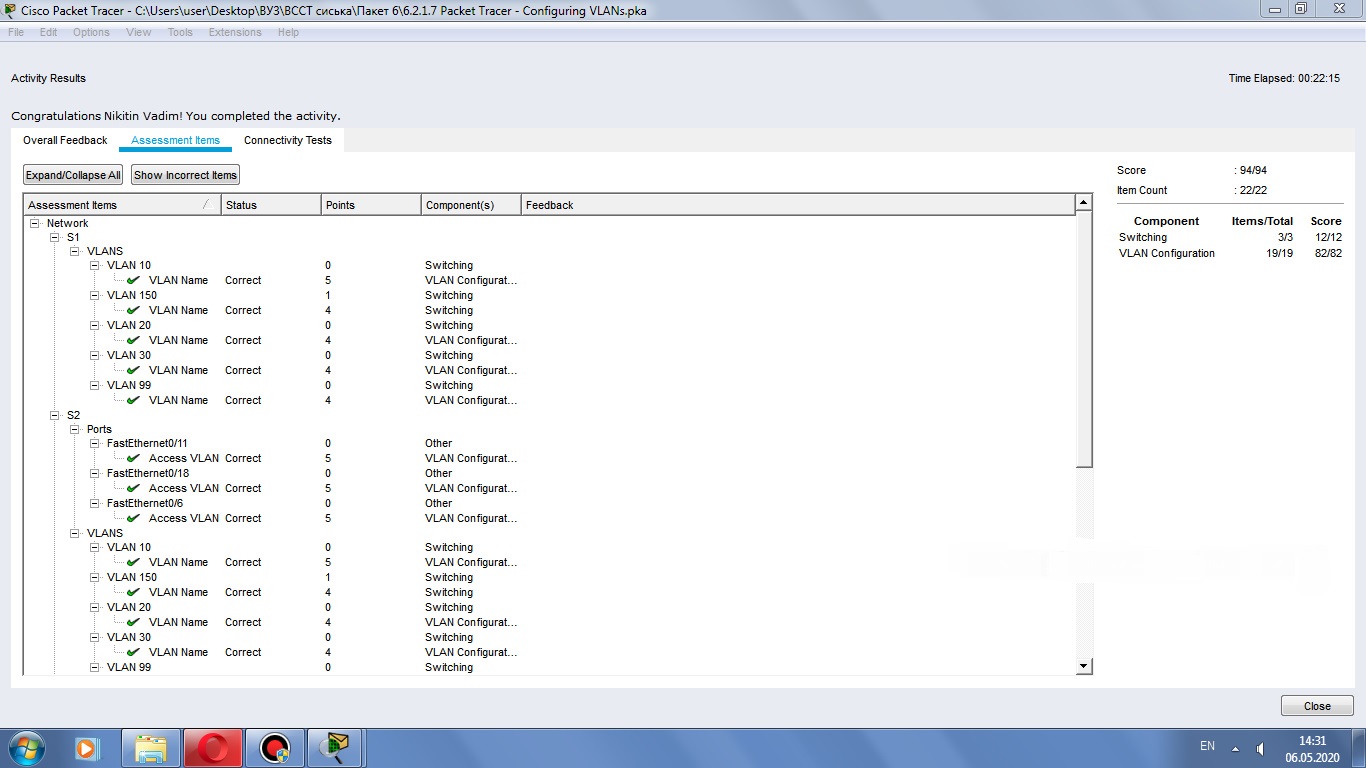 Cisco Packet Tracer - C:\Users\user\Desktop\ВУЗ\ВССТ сиська\Пакет 6\6.2.1.7 Packet Tracer - Configuring VLANs.pka
File Edit Options View Tools Extensions Help
Activity Results
Time Elapsed: 00:22:15
Congratulations Nikitin Vadim! You completed the activity.
Overall Feedback Assessment Items Connectivity Tests
Expand/Collapse All Show Incorrect Items
Assessment Items Status Points Component(s) Feedback
Network
S1
VLANS
VLAN 10 0 Switching
VLAN Name Correct 5 VLAN Configurat...
VLAN 150 1 Switching
VLAN Name Correct 4 VLAN Configurat...
VLAN 20 0 Switching
VLAN Name Correct 4 VLAN Configurat...
VLAN 30 0 Switching
VLAN Name Correct 4 VLAN Configurat...
VLAN 99 0 Switching
VLAN Name Correct 4 VLAN Configurat...
S2
Ports
FastEthernet0/11 0 Other
Access VLAN Correct 5 VLAN Configurat...
FastEthernet0/18 0 Other
Access VLAN Correct 5 VLAN Configurat...
FastEthernet0/6 0 Other
Access VLAN Correct 5 VLAN Configurat...
VLANS
VLAN 10 0 Switching
VLAN Name Correct 5 VLAN Configurat...
VLAN 150 1 Switching
VLAN Name Correct 4 VLAN Configurat...
VLAN 20 0 Switching
VLAN Name Correct 4 VLAN Configurat...
VLAN 30 0 Switching
VLAN Name Correct 4 VLAN Configurat...
VLAN 99 0 Switching
Score : 94/94
Item Count : 22/22
Component Items/Total Score
Switching 3/3 12/12
VLAN Configuration 19/19 82/82
Close
EN
14:31
06.05.2020